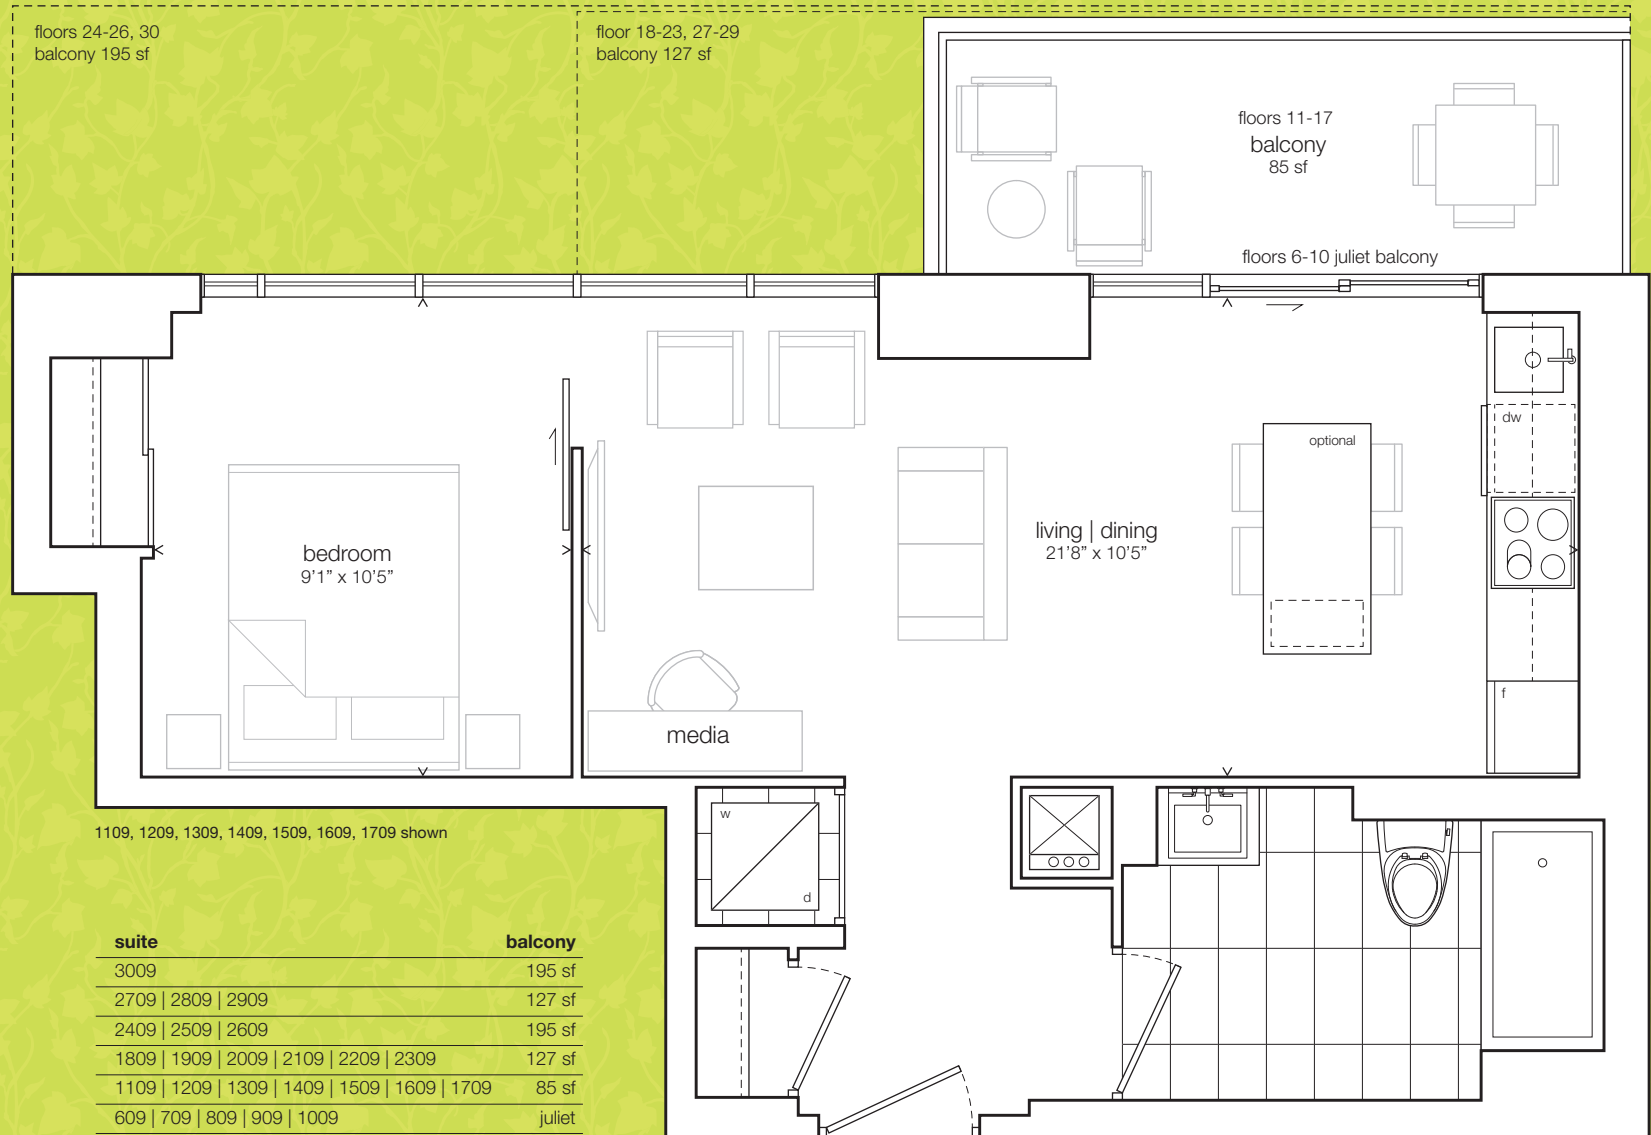 floors 24-26, 30
balcony 195 sf
floor 18-23, 27-29
balcony 127 sf
floors 11-17
balcony
85 sf
floors 6-10 juliet balcony
dw
optional
living | dining
21’8” x 10’5”
bedroom
9’1” x 10’5”
f
media
w
d
1109, 1209, 1309, 1409, 1509, 1609, 1709 shown
suite balcony
3009 195 sf
2709 | 2809 | 2909 127 sf
2409 | 2509 | 2609 195 sf
1809 | 1909 | 2009 | 2109 | 2209 | 2309 127 sf
1109 | 1209 | 1309 | 1409 | 1509 | 1609 | 1709 85 sf
609 | 709 | 809 | 909 | 1009 juliet